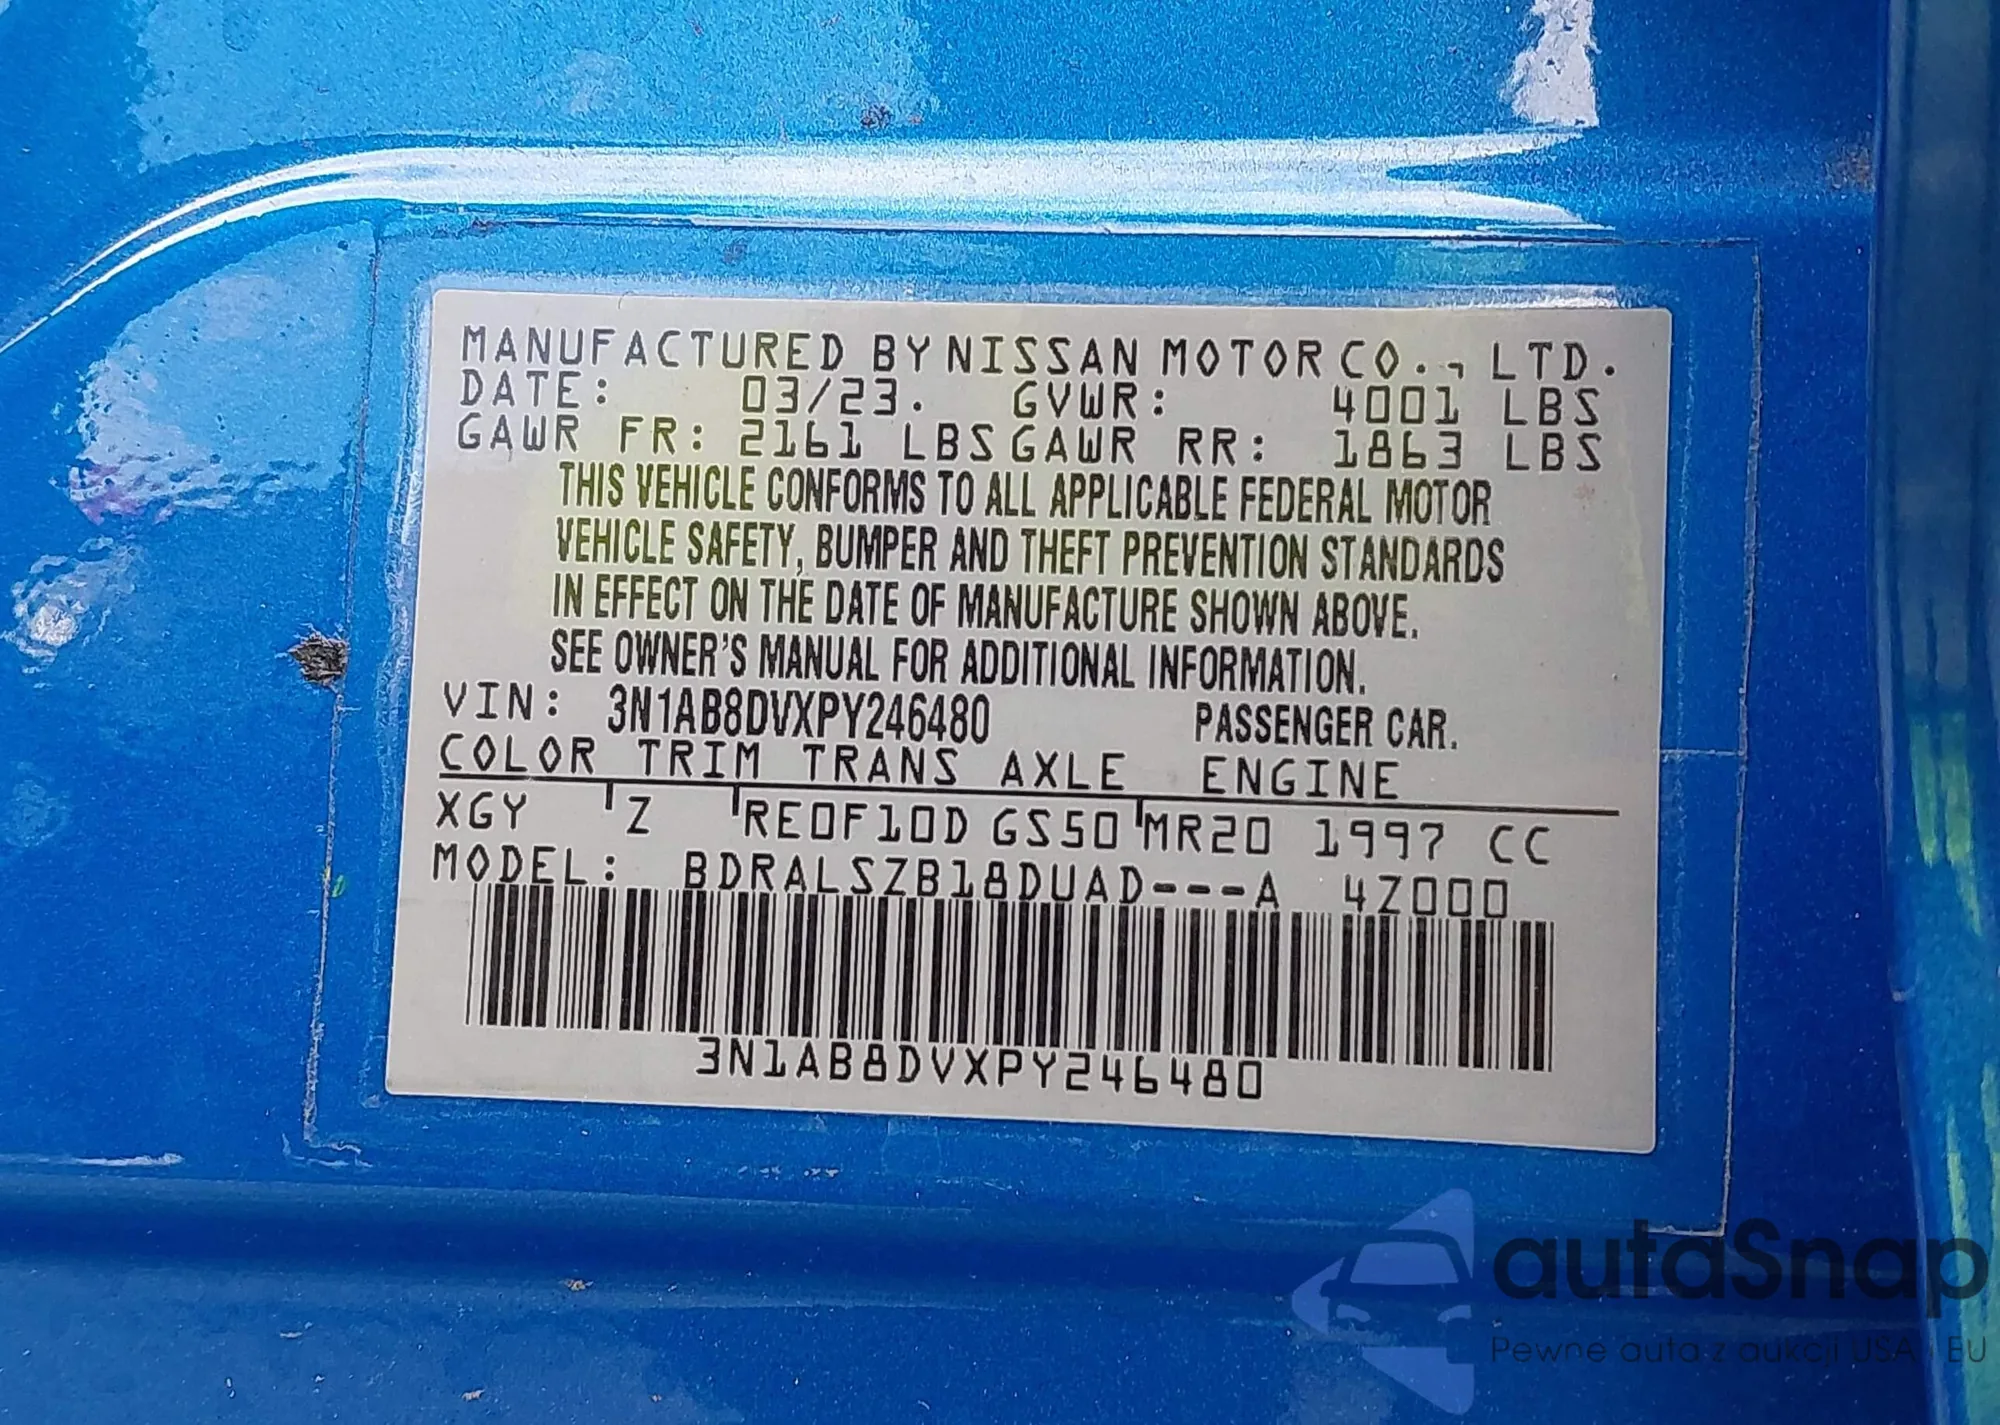 MANUFACTURED BY NISSAN MOTOR CO., LTD.
DATE: 03/23. GVWR: 4001 LBS
GAWR FR: 2161 LBS GAWR RR: 1863 LBS
THIS VEHICLE CONFORMS TO ALL APPLICABLE FEDERAL MOTOR
VEHICLE SAFETY, BUMPER AND THEFT PREVENTION STANDARDS
IN EFFECT ON THE DATE OF MANUFACTURE SHOWN ABOVE.
SEE OWNER'S MANUAL FOR ADDITIONAL INFORMATION.
VIN: 3N1AB8DVXPY246480 PASSENGER CAR.
COLOR TRIM TRANS AXLE ENGINE
XGY Z RE0F10D GS50 MR20 1997 CC
MODEL: BDRALSZB18DUAD---A 4Z000
3N1AB8DVXPY246480
autaSnap
Pewne auta z aukcji USA i EU